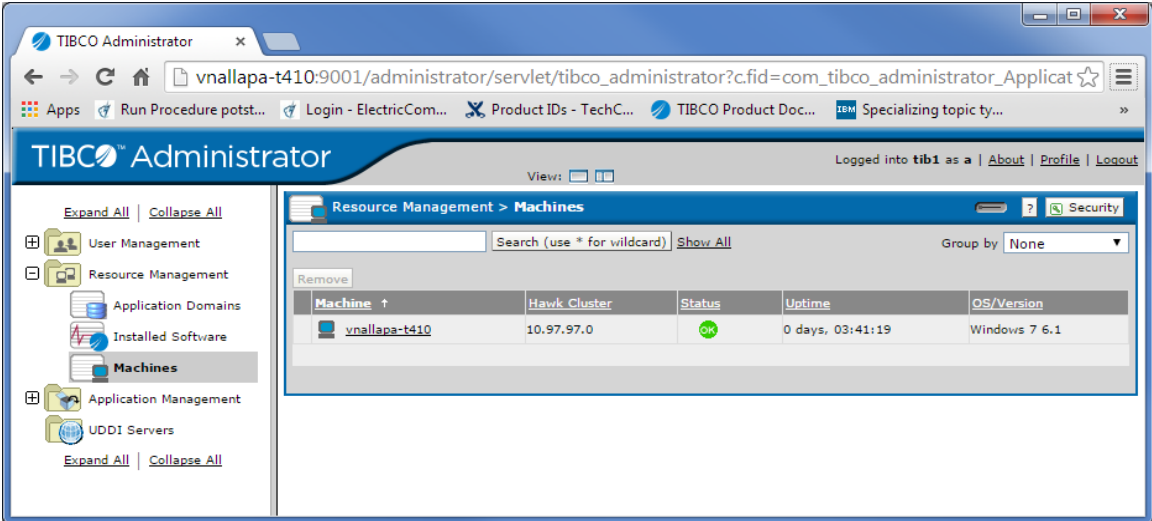 TIBCO Administrator
vnallapa-t410:9001/administrator/servlet/tibco_administrator?c.fid=com_tibco_administrator_Applicat
Apps Run Procedure potst... Login - ElectricCom... Product IDs - TechC... TIBCO Product Doc... IBM Specializing topic ty... »
TIBCO™ Administrator
Logged into tib1 as a | About | Profile | Logout
View:
Expand All | Collapse All
User Management
Resource Management
Application Domains
Installed Software
Machines
Application Management
UDDI Servers
Expand All | Collapse All
Resource Management > Machines
? Security
Search (use * for wildcard) Show All
Group by None
Remove
Machine ↑ Hawk Cluster Status Uptime OS/Version
vnallapa-t410 10.97.97.0 OK 0 days, 03:41:19 Windows 7 6.1